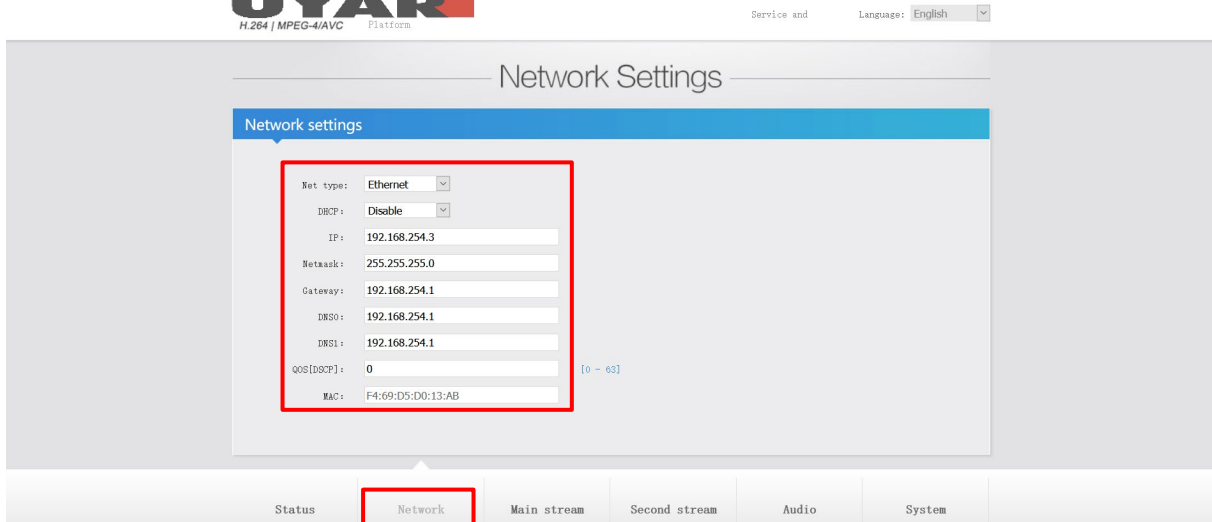 H.264 | MPEG-4/AVC Platform
Service and Language: English
Network Settings
Network settings
Net type: Ethernet
DHCP: Disable
IP: 192.168.254.3
Netmask: 255.255.255.0
Gateway: 192.168.254.1
DNS0: 192.168.254.1
DNS1: 192.168.254.1
QOS[DSCP]: 0 [0 - 63]
MAC: F4:69:D5:D0:13:AB
Status Network Main stream Second stream Audio System